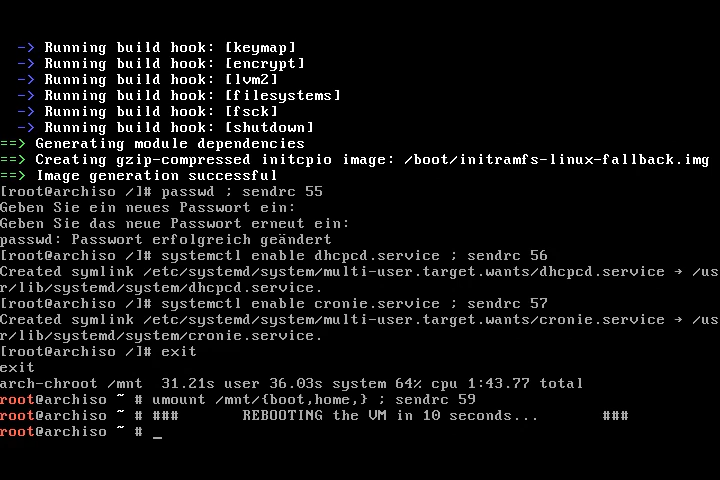 -> Running build hook: [keymap]
-> Running build hook: [encrypt]
-> Running build hook: [lvm2]
-> Running build hook: [filesystems]
-> Running build hook: [fsck]
-> Running build hook: [shutdown]
==> Generating module dependencies
==> Creating gzip-compressed initcpio image: /boot/initramfs-linux-fallback.img
==> Image generation successful
[root@archiso /]# passwd ; sendrc 55
Geben Sie ein neues Passwort ein:
Geben Sie das neue Passwort erneut ein:
passwd: Passwort erfolgreich geändert
[root@archiso /]# systemctl enable dhcpcd.service ; sendrc 56
Created symlink /etc/systemd/system/multi-user.target.wants/dhcpcd.service → /us
r/lib/systemd/system/dhcpcd.service.
[root@archiso /]# systemctl enable cronie.service ; sendrc 57
Created symlink /etc/systemd/system/multi-user.target.wants/cronie.service → /us
r/lib/systemd/system/cronie.service.
[root@archiso /]# exit
exit
arch-chroot /mnt  31.21s user 36.03s system 64% cpu 1:43.77 total
root@archiso ~ # umount /mnt/{boot,home,} ; sendrc 59
root@archiso ~ # ###       REBOOTING the VM in 10 seconds...       ###
root@archiso ~ # _